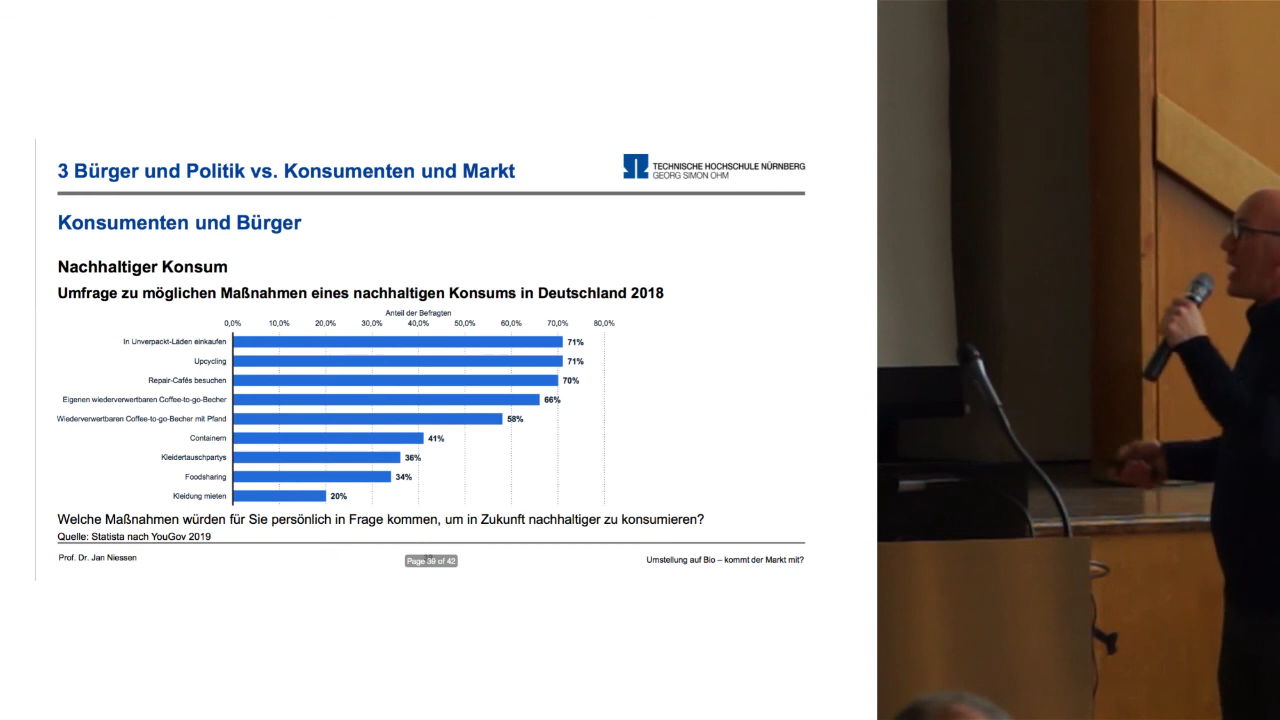 3 Bürger und Politik vs. Konsumenten und Markt
TECHNISCHE HOCHSCHULE NÜRNBERG
GEORG SIMON OHM
Konsumenten und Bürger
Nachhaltiger Konsum
Umfrage zu möglichen Maßnahmen eines nachhaltigen Konsums in Deutschland 2018
Anteil der Befragten
0,0% 10,0% 20,0% 30,0% 40,0% 50,0% 60,0% 70,0% 80,0%
In Unverpackt-Läden einkaufen 71%
Upcycling 71%
Repair-Cafés besuchen 70%
Eigenen wiederverwertbaren Coffee-to-go-Becher 66%
Wiederverwertbaren Coffee-to-go-Becher mit Pfand 58%
Containern 41%
Kleidertauschpartys 36%
Foodsharing 34%
Kleidung mieten 20%
Welche Maßnahmen würden für Sie persönlich in Frage kommen, um in Zukunft nachhaltiger zu konsumieren?
Quelle: Statista nach YouGov 2019
Prof. Dr. Jan Niessen
Page 39 of 42
Umstellung auf Bio – kommt der Markt mit?